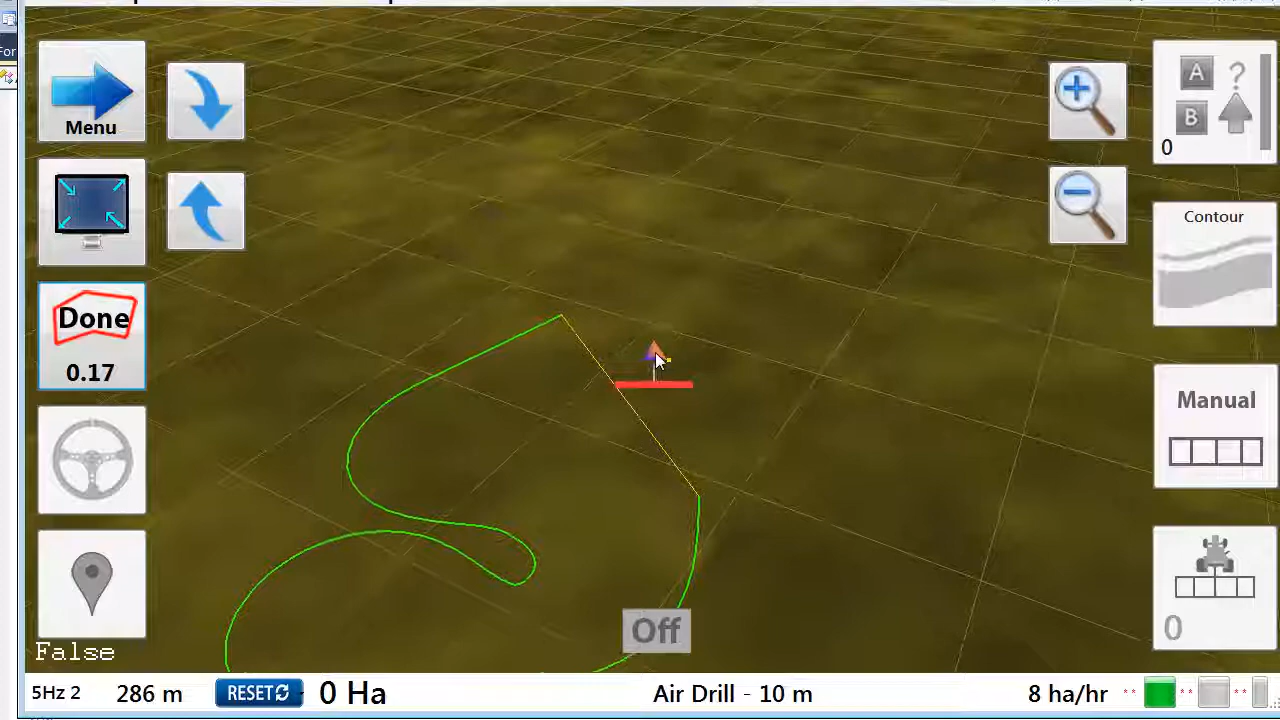 For
Menu
A
B
0
Contour
Done
0.17
Manual
Off
0
False
5Hz 2
286 m
RESET
0 Ha
Air Drill - 10 m
8 ha/hr